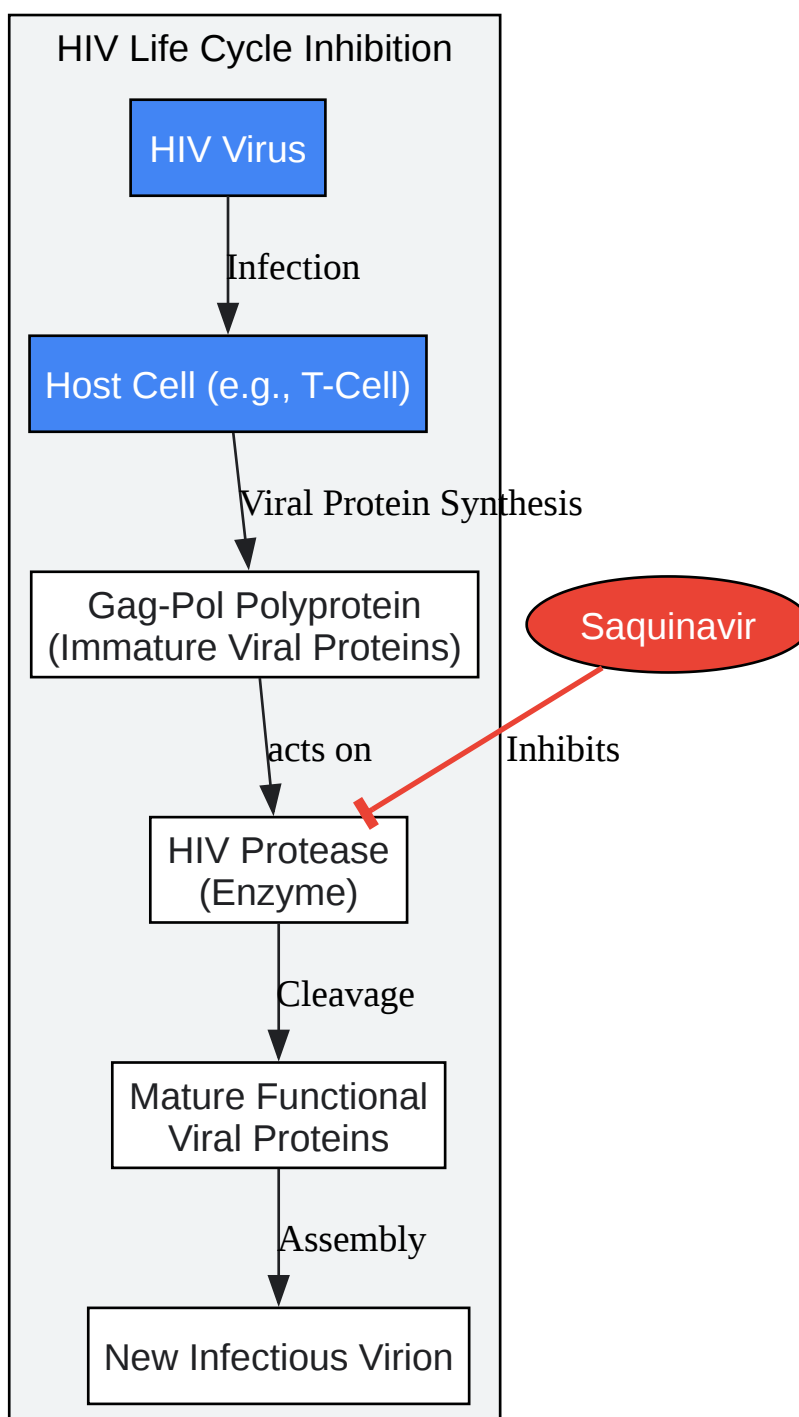 HIV Life Cycle Inhibition
HIV Virus
Infection
Host Cell (e.g., T-Cell)
Viral Protein Synthesis
Gag-Pol Polyprotein
(Immature Viral Proteins)
Saquinavir
acts on
Inhibits
HIV Protease
(Enzyme)
Cleavage
Mature Functional
Viral Proteins
Assembly
New Infectious Virion